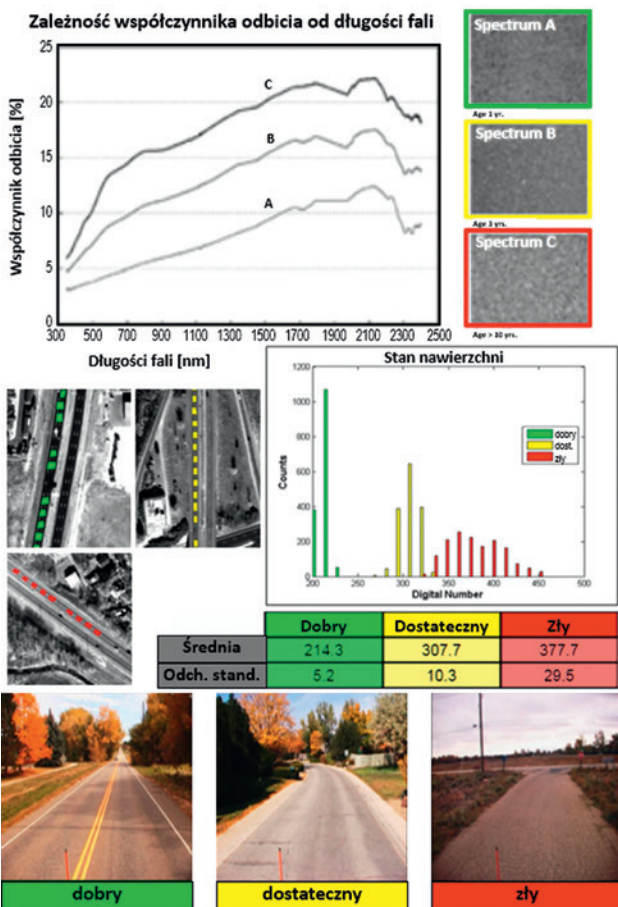 Zależność współczynnika odbicia od długości fali
Współczynnik odbicia [%]
25
20
15
10
5
0
C
B
A
300 500 700 900 1100 1300 1500 1700 1900 2100 2300 2500
Długości fali [nm]
Spectrum A
Age 1 yr.
Spectrum B
Age 3 yrs.
Spectrum C
Age > 10 yrs.
Stan nawierzchni
Counts
1200
1000
800
600
400
200
0
dobry
dost.
zły
200 250 300 350 400 450 500
Digital Number
Dobry Dostateczny Zły
Średnia 214.3 307.7 377.7
Odch. stand. 5.2 10.3 29.5
dobry dostateczny zły